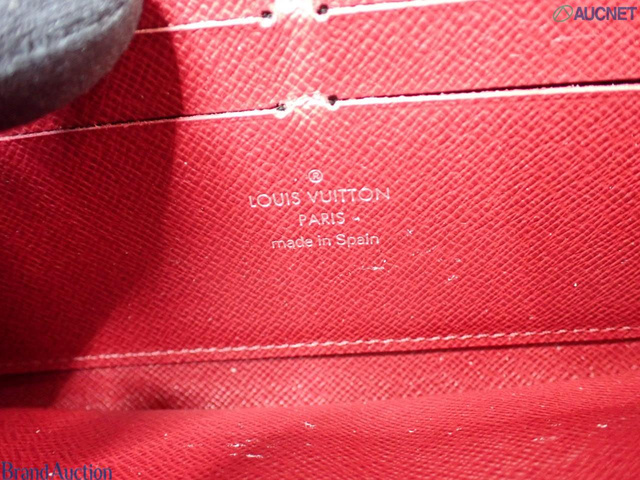 AUCNET
®
LOUIS VUITTON
PARIS
made in Spain
Brand Auction